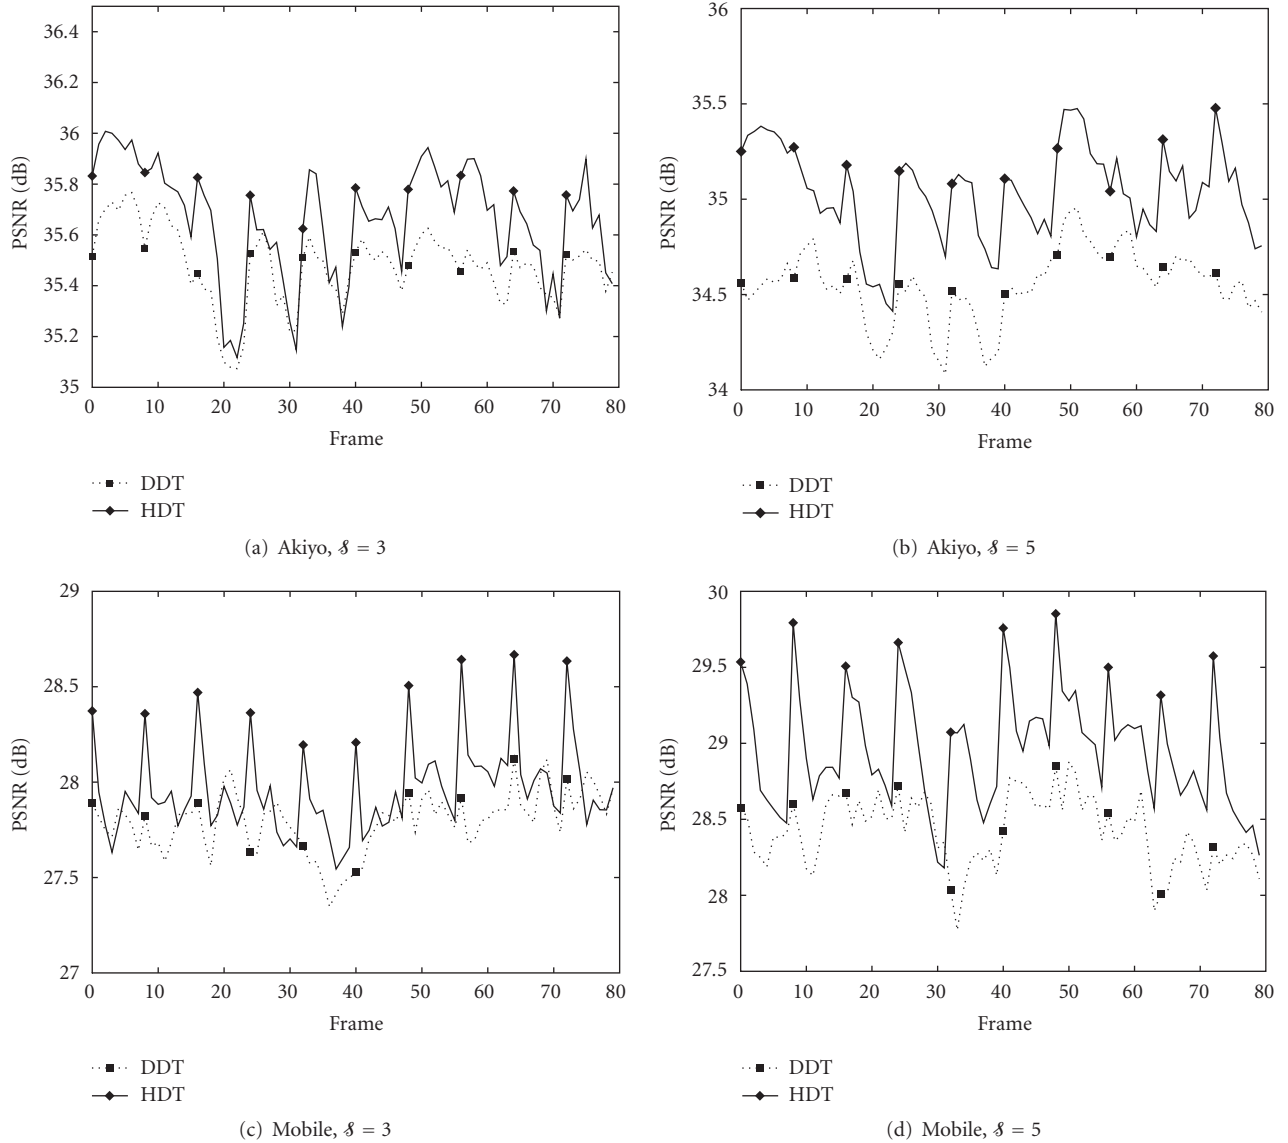 36.4
36.2
36
35.8
35.6
35.4
35.2
35
PSNR (dB)
0 10 20 30 40 50 60 70 80
Frame
DDT
HDT
(a) Akiyo, 𝓈 = 3
36
35.5
35
34.5
34
PSNR (dB)
0 10 20 30 40 50 60 70 80
Frame
DDT
HDT
(b) Akiyo, 𝓈 = 5
29
28.5
28
27.5
27
PSNR (dB)
0 10 20 30 40 50 60 70 80
Frame
DDT
HDT
(c) Mobile, 𝓈 = 3
30
29.5
29
28.5
28
27.5
PSNR (dB)
0 10 20 30 40 50 60 70 80
Frame
DDT
HDT
(d) Mobile, 𝓈 = 5